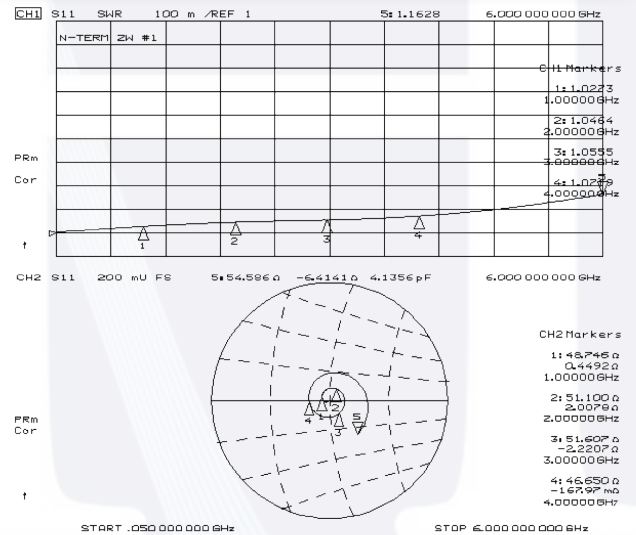 CH1 S11 SWR 100 m /REF 1 5: 1.1628 6.000 000 000 GHz
N-TERM ZW #1
CH1 Markers
1: 1.0273
1.00000 GHz
2: 1.0464
2.00000 GHz
PRm
3: 1.0555
3.00000 GHz
Cor
5
4.00000 GHz
1
2
3
4
CH2 S11 200 mU FS 5: 54.586 Ω -6.4141 Ω 4.1356 pF 6.000 000 000 GHz
CH2 Markers
1: 48.746 Ω
0.4492 Ω
1.00000 GHz
2: 51.100 Ω
2.0078 Ω
2.00000 GHz
4
1
2
3
5
PRm
Cor
3: 51.607 Ω
-2.2207 Ω
3.00000 GHz
4: 46.650 Ω
-167.97 mΩ
4.00000 GHz
START .050 000 000 GHz STOP 6.000 000 000 GHz